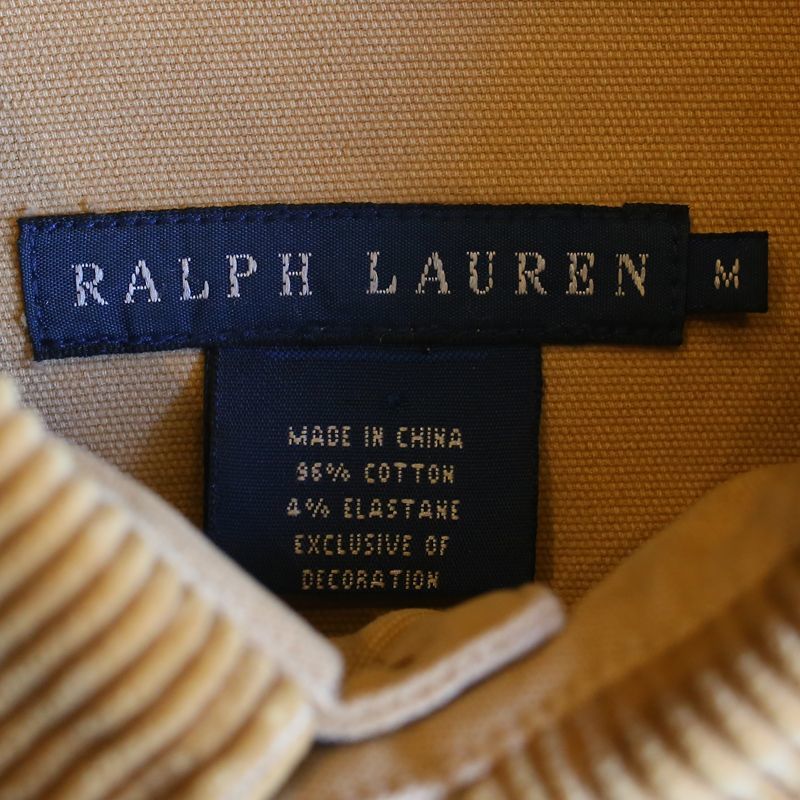 RALPH LAUREN
M
MADE IN CHINA
96% COTTON
4% ELASTANE
EXCLUSIVE OF
DECORATION